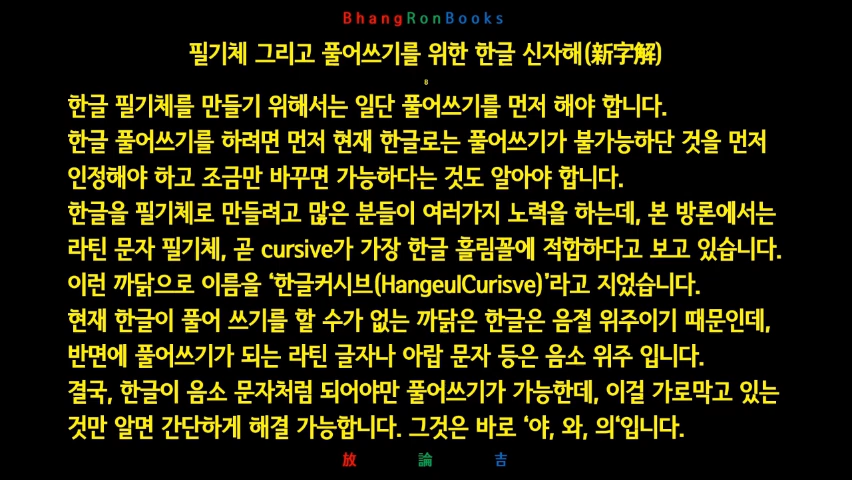 BhangRonBooks
필기체 그리고 풀어쓰기를 위한 한글 신자해(新字解)
8
한글 필기체를 만들기 위해서는 일단 풀어쓰기를 먼저 해야 합니다.
한글 풀어쓰기를 하려면 먼저 현재 한글로는 풀어쓰기가 불가능하단 것을 먼저
인정해야 하고 조금만 바꾸면 가능하다는 것도 알아야 합니다.
한글을 필기체로 만들려고 많은 분들이 여러가지 노력을 하는데, 본 방론에서는
라틴 문자 필기체, 곧 cursive가 가장 한글 흘림꼴에 적합하다고 보고 있습니다.
이런 까닭으로 이름을 ‘한글커시브(HangeulCurisve)’라고 지었습니다.
현재 한글이 풀어 쓰기를 할 수가 없는 까닭은 한글은 음절 위주이기 때문인데,
반면에 풀어쓰기가 되는 라틴 글자나 아랍 문자 등은 음소 위주 입니다.
결국, 한글이 음소 문자처럼 되어야만 풀어쓰기가 가능한데, 이걸 가로막고 있는
것만 알면 간단하게 해결 가능합니다. 그것은 바로 ‘야, 와, 의‘입니다.
放 論 吉